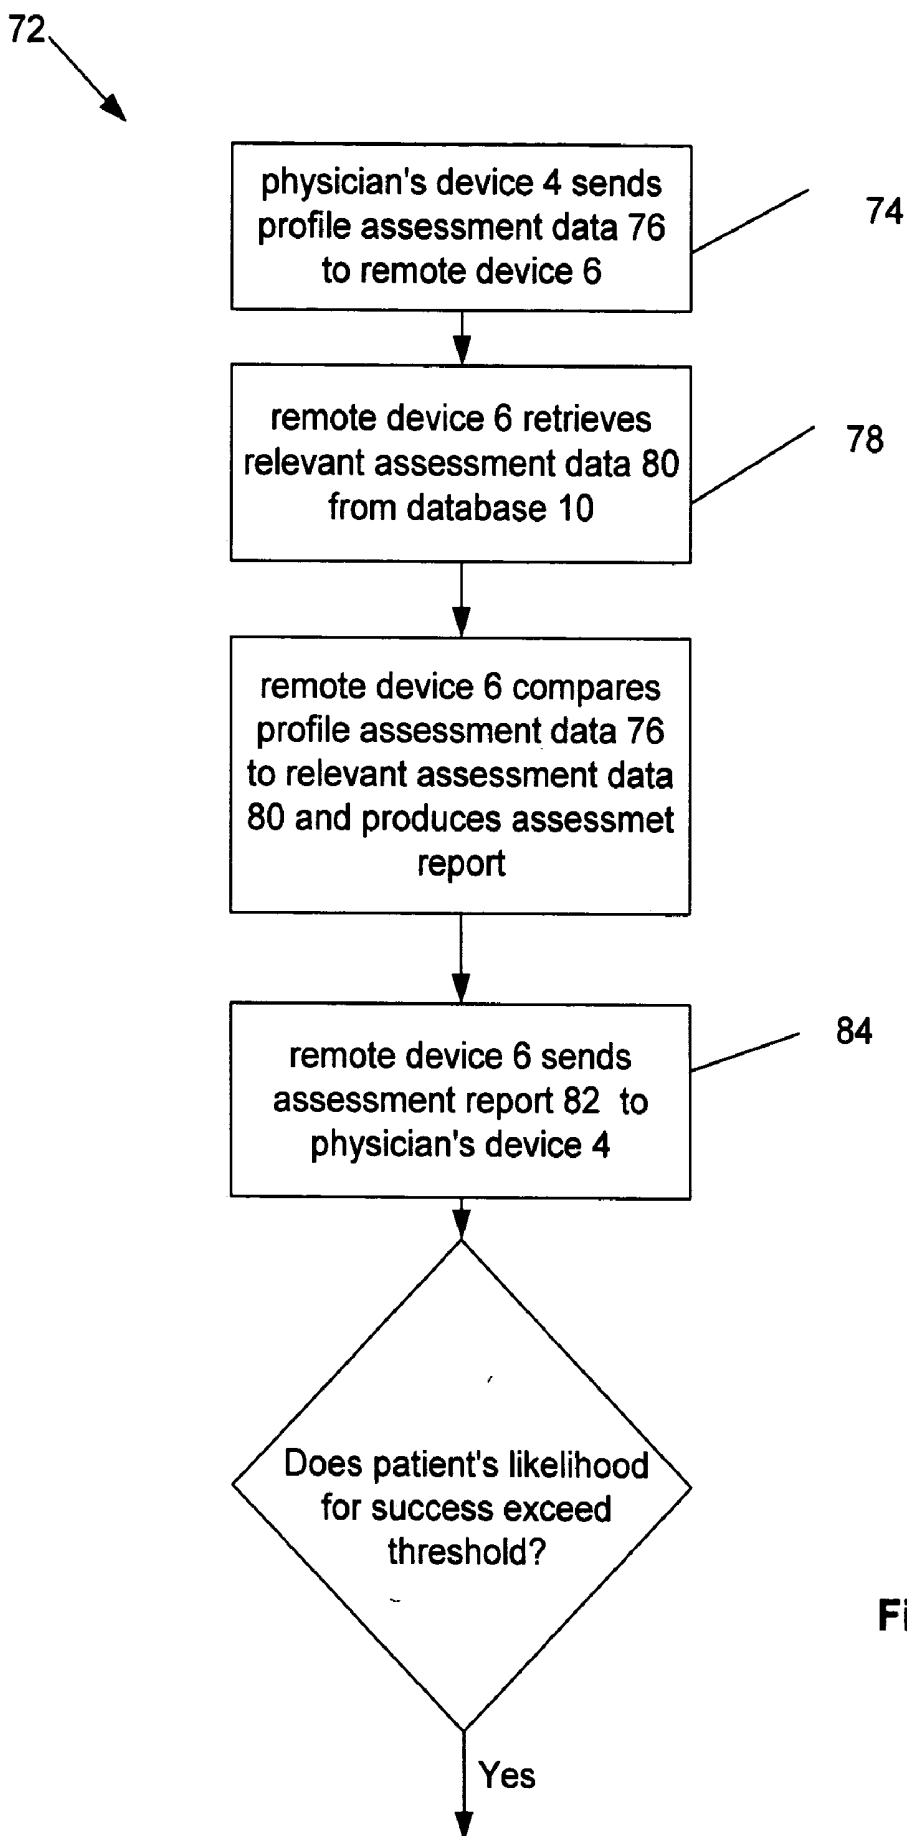 72
physician's device 4 sends
profile assessment data 76
to remote device 6
74
remote device 6 retrieves
relevant assessment data 80
from database 10
78
remote device 6 compares
profile assessment data 76
to relevant assessment data
80 and produces assessmet
report
remote device 6 sends
assessment report 82 to
physician's device 4
84
Does patient's likelihood
for success exceed
threshold?
Yes